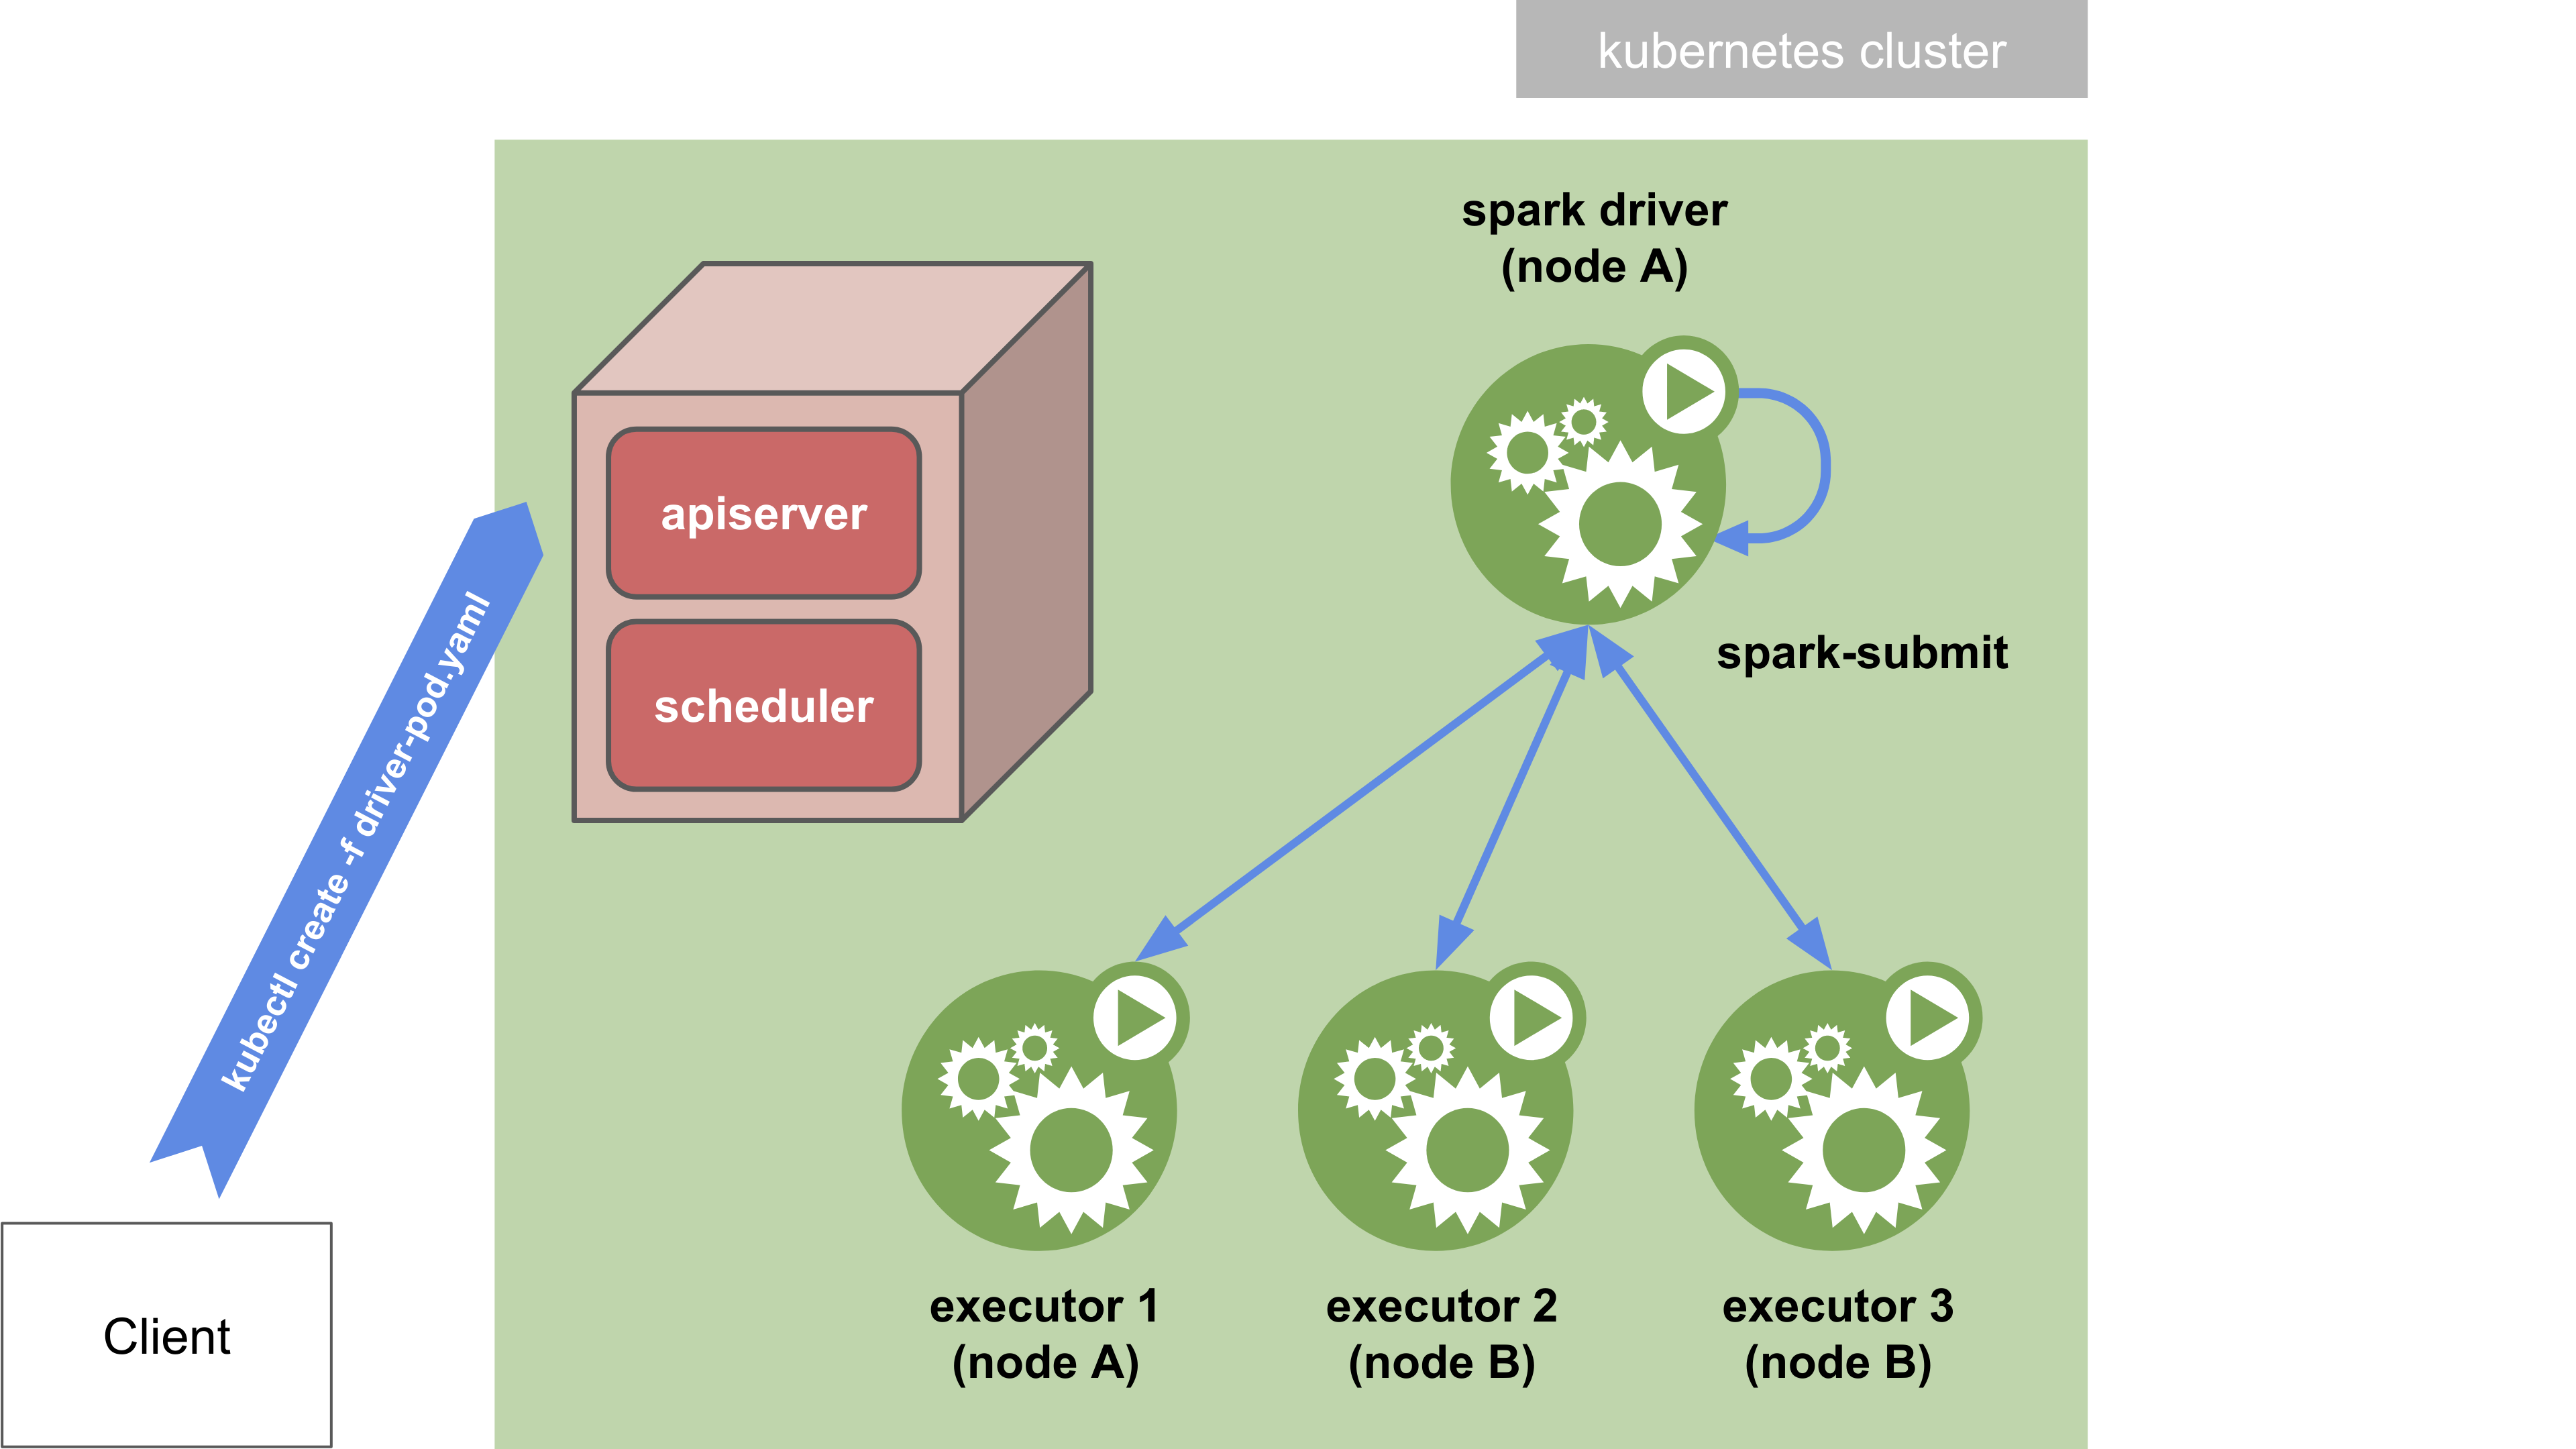 kubernetes cluster
spark driver
(node A)
apiserver
scheduler
spark-submit
kubectl create -f driver-pod.yaml
executor 1
(node A)
executor 2
(node B)
executor 3
(node B)
Client